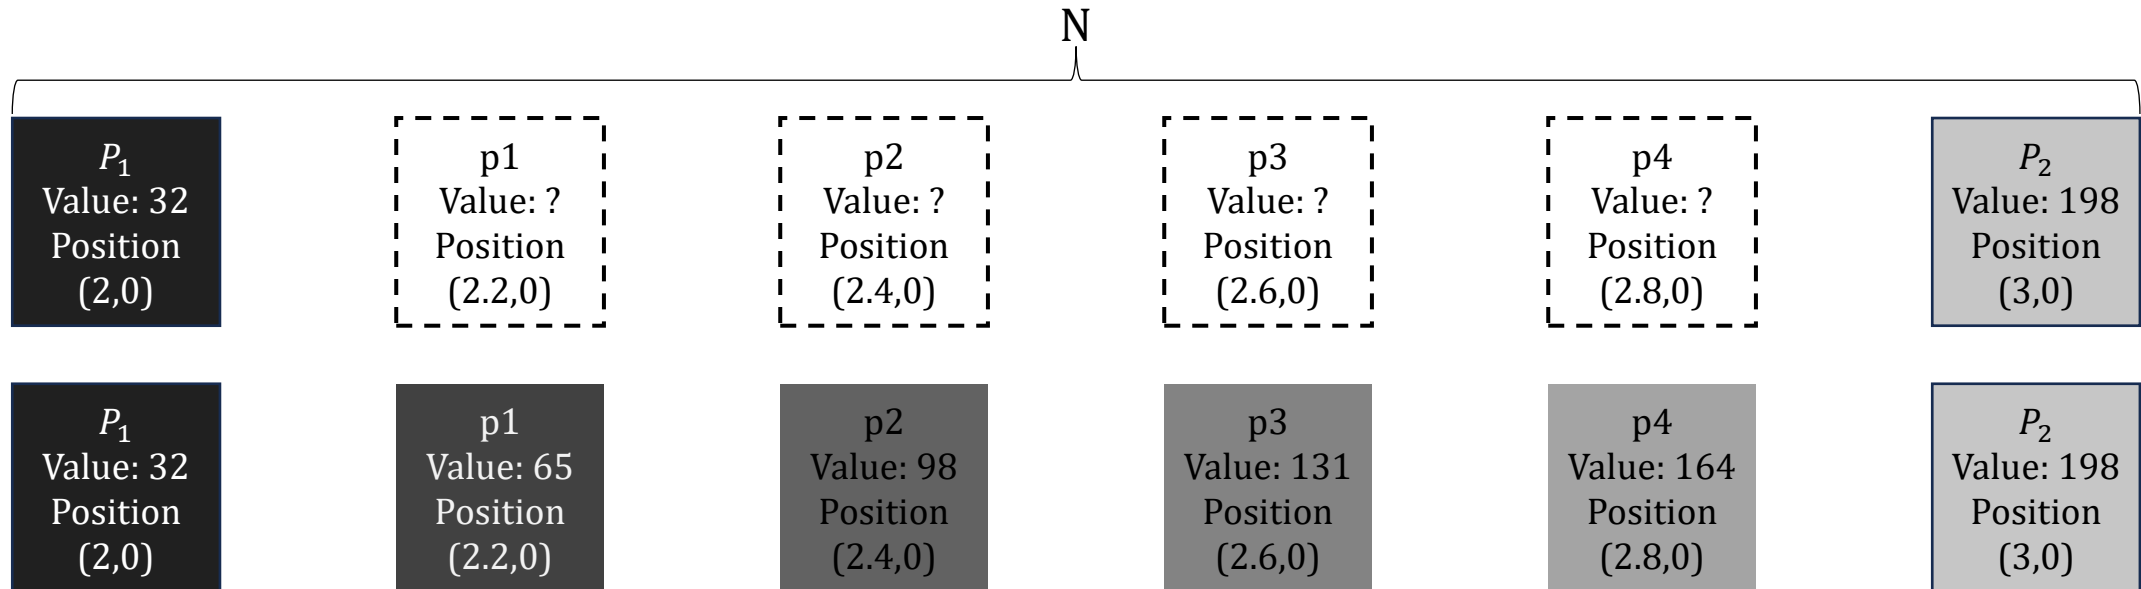 N
P₁
Value: 32
Position
(2,0)
p1
Value: ?
Position
(2.2,0)
p2
Value: ?
Position
(2.4,0)
p3
Value: ?
Position
(2.6,0)
p4
Value: ?
Position
(2.8,0)
P₂
Value: 198
Position
(3,0)
P₁
Value: 32
Position
(2,0)
p1
Value: 65
Position
(2.2,0)
p2
Value: 98
Position
(2.4,0)
p3
Value: 131
Position
(2.6,0)
p4
Value: 164
Position
(2.8,0)
P₂
Value: 198
Position
(3,0)